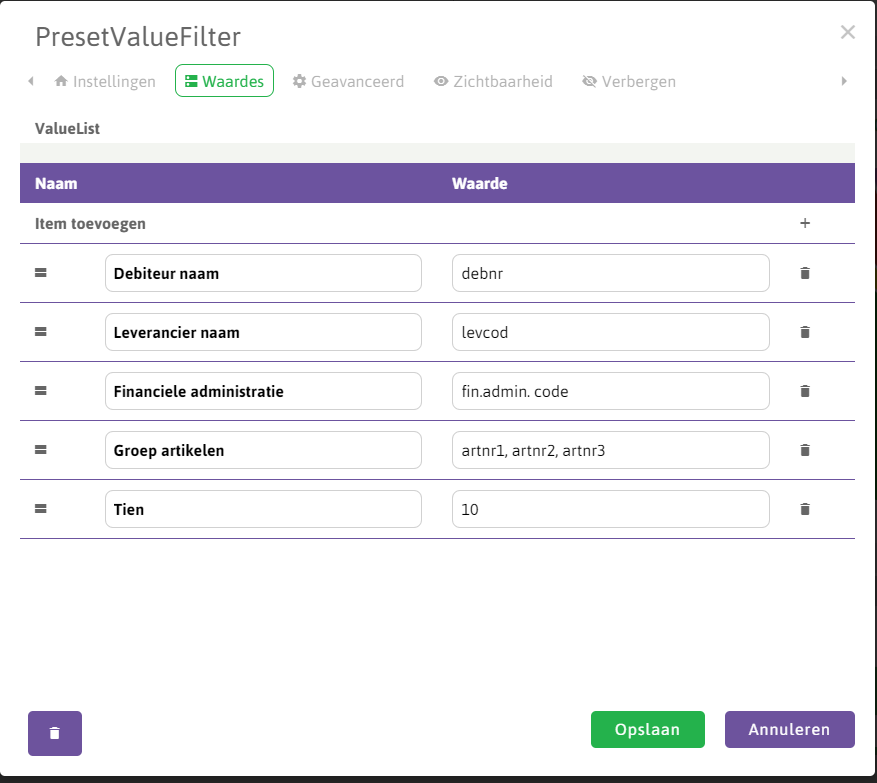 PresetValueFilter
Instellingen Waardes Geavanceerd Zichtbaarheid Verbergen
ValueList
Naam Waarde
Item toevoegen
Debiteur naam debnr
Leverancier naam levcod
Financiele administratie fin.admin. code
Groep artikelen artnr1, artnr2, artnr3
Tien 10
Opslaan Annuleren